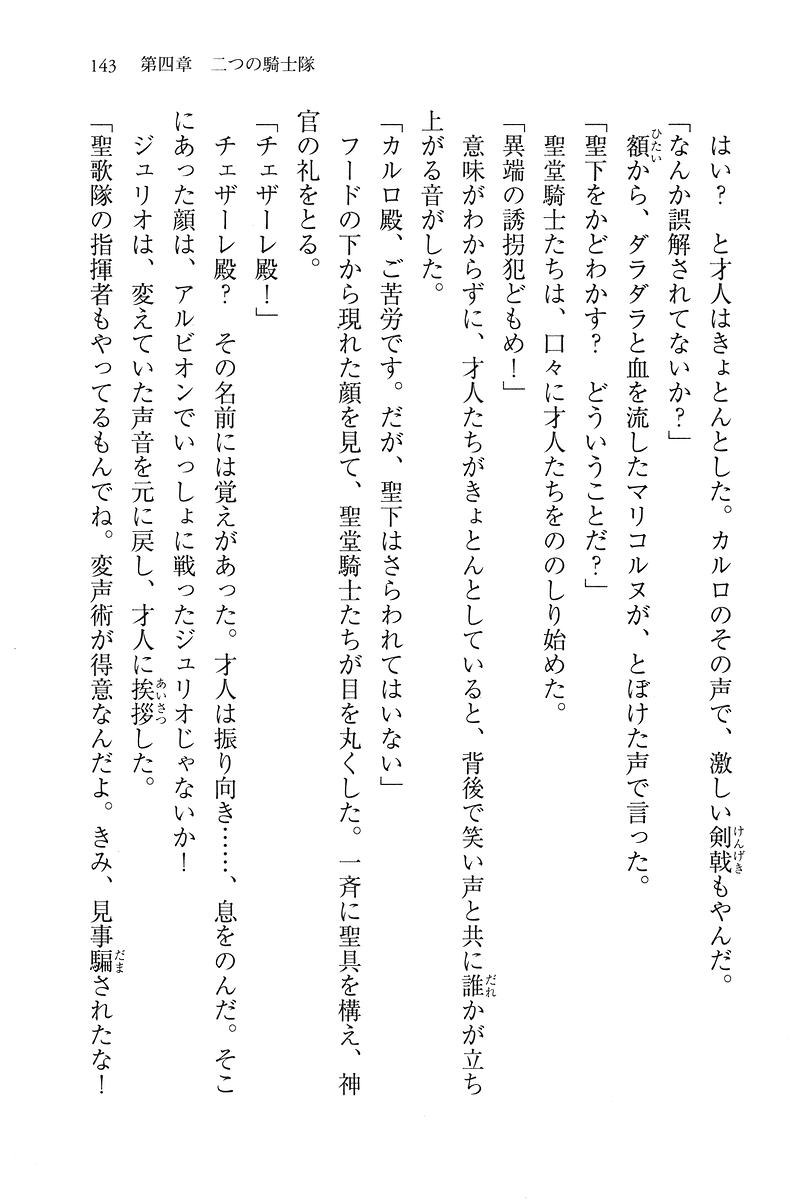 143　第四章　二つの騎士隊
　はい？　と才人はきょとんとした。カルロのその声で、激しい剣戟もやんだ。
「なんか誤解されてないか？」
　額から、ダラダラと血を流したマリコルヌが、とぼけた声で言った。
「聖下をかどわかす？　どういうことだ？」
　聖堂騎士たちは、口々に才人たちをののしり始めた。
「異端の誘拐犯どもめ！」
　意味がわからずに、才人たちがきょとんとしていると、背後で笑い声と共に誰かが立ち
上がる音がした。
「カルロ殿、ご苦労です。だが、聖下はさらわれてはいない」
　フードの下から現れた顔を見て、聖堂騎士たちが目を丸くした。一斉に聖具を構え、神
官の礼をとる。
「チェザーレ殿！」
　チェザーレ殿？　その名前には覚えがあった。才人は振り向き……、息をのんだ。そこ
にあった顔は、アルビオンでいっしょに戦ったジュリオじゃないか！
　ジュリオは、変えていた声音を元に戻し、才人に挨拶した。
「聖歌隊の指揮者もやってるもんでね。変声術が得意なんだよ。きみ、見事騙されたな！